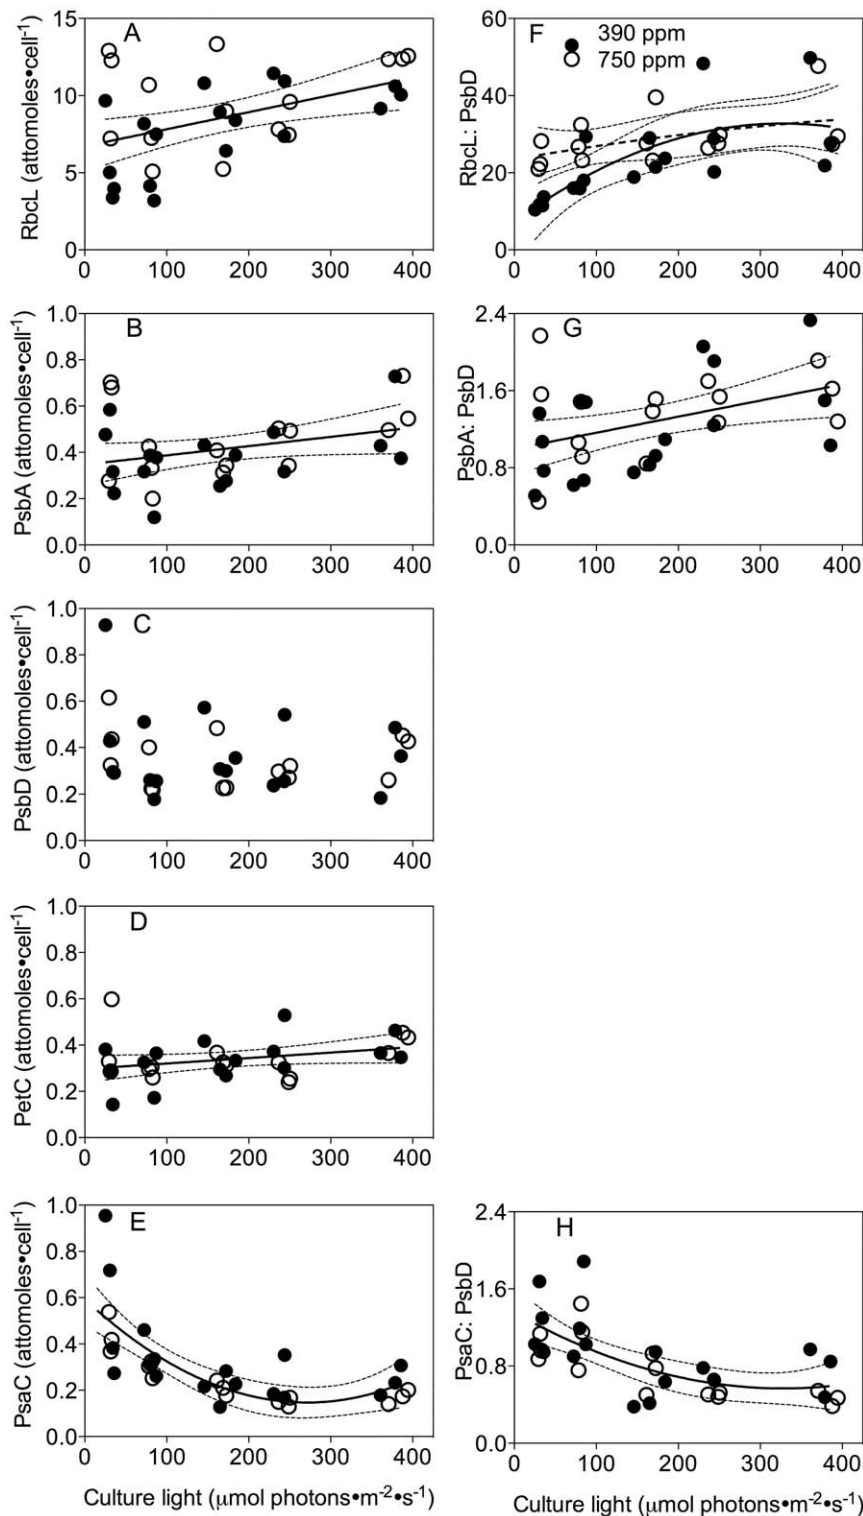 A
RbcL (attomoles•cell-1)
15
10
5
0
0 100 200 300 400
F
390 ppm
750 ppm
RbcL: PsbD
60
40
20
0
0 100 200 300 400
B
PsbA (attomoles•cell-1)
1.0
0.8
0.6
0.4
0.2
0.0
0 100 200 300 400
G
PsbA: PsbD
2.4
1.6
0.8
0.0
0 100 200 300 400
C
PsbD (attomoles•cell-1)
1.0
0.8
0.6
0.4
0.2
0.0
0 100 200 300 400
D
PetC (attomoles•cell-1)
1.0
0.8
0.6
0.4
0.2
0.0
0 100 200 300 400
E
PsaC (attomoles•cell-1)
1.0
0.8
0.6
0.4
0.2
0.0
0 100 200 300 400
Culture light (μmol photons•m-2•s-1)
H
PsaC: PsbD
2.4
1.6
0.8
0.0
0 100 200 300 400
Culture light (μmol photons•m-2•s-1)